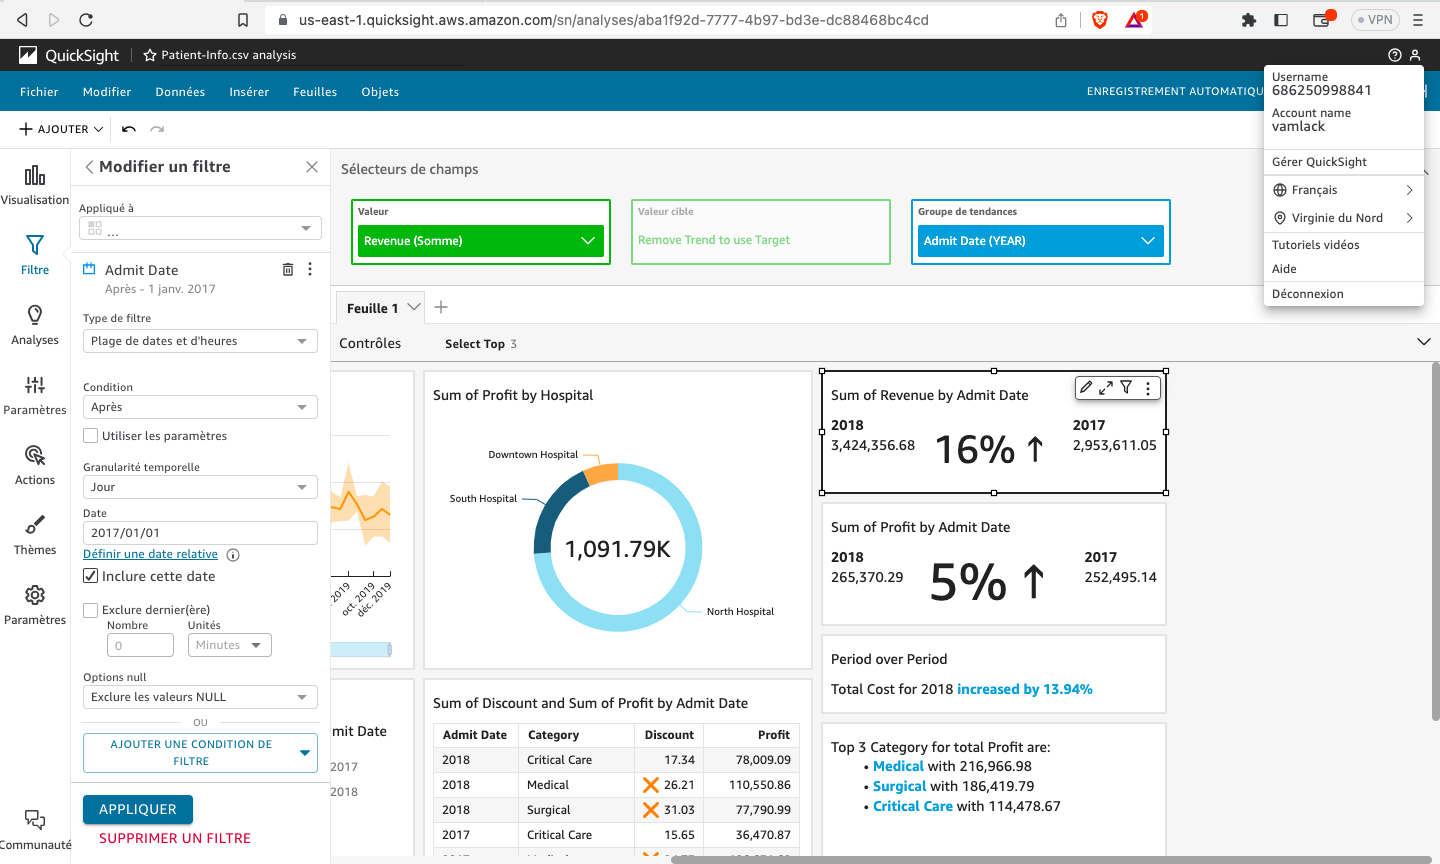 us-east-1.quicksight.aws.amazon.com/sn/analyses/aba1f92d-7777-4b97-bd3e-dc88468bc4cd
1
VPN
QuickSight
Patient-Info.csv analysis
Fichier Modifier Données Insérer Feuilles Objets
ENREGISTREMENT AUTOMATIQU
Username
686250998841
Account name
vamlack
Gérer QuickSight
Français
Virginie du Nord
Tutoriels vidéos
Aide
Déconnexion
AJOUTER
Visualisation
Filtre
Analyses
Paramètres
Actions
Thèmes
Paramètres
Communauté
Modifier un filtre
Appliqué à
...
Admit Date
Après - 1 janv. 2017
Type de filtre
Plage de dates et d'heures
Condition
Après
Utiliser les paramètres
Granularité temporelle
Jour
Date
2017/01/01
Définir une date relative
Inclure cette date
Exclure dernier(ère)
Nombre Unités
0 Minutes
Options null
Exclure les valeurs NULL
OU
AJOUTER UNE CONDITION DE
FILTRE
APPLIQUER
SUPPRIMER UN FILTRE
Sélecteurs de champs
Valeur
Revenue (Somme)
Valeur cible
Remove Trend to use Target
Groupe de tendances
Admit Date (YEAR)
Feuille 1
Contrôles
Select Top 3
2019
oct. 2019
déc. 2019
mit Date
2017
2018
Sum of Profit by Hospital
Downtown Hospital
South Hospital
1,091.79K
North Hospital
Sum of Revenue by Admit Date
2018 2017
3,424,356.68 16% ↑ 2,953,611.05
Sum of Profit by Admit Date
2018 2017
265,370.29 5% ↑ 252,495.14
Period over Period
Total Cost for 2018 increased by 13.94%
Sum of Discount and Sum of Profit by Admit Date
Admit Date Category Discount Profit
2018 Critical Care 17.34 78,009.09
2018 Medical 26.21 110,550.86
2018 Surgical 31.03 77,790.99
2017 Critical Care 15.65 36,470.87
Top 3 Category for total Profit are:
• Medical with 216,966.98
• Surgical with 186,419.79
• Critical Care with 114,478.67